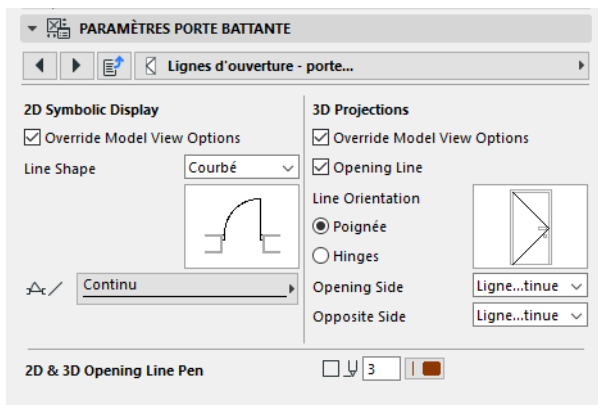 PARAMÈTRES PORTE BATTANTE
Lignes d'ouverture - porte...
2D Symbolic Display
Override Model View Options
Line Shape
Courbé
Continu
3D Projections
Override Model View Options
Opening Line
Line Orientation
Poignée
Hinges
Opening Side
Ligne...tinue
Opposite Side
Ligne...tinue
2D & 3D Opening Line Pen
3